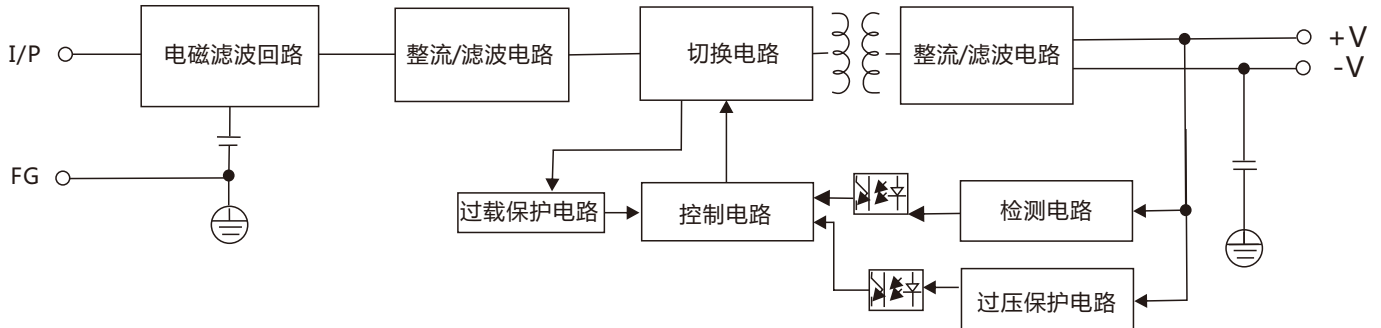 I/P
电磁滤波回路
整流/滤波电路
切换电路
整流/滤波电路
+V
-V
FG
过载保护电路
控制电路
检测电路
过压保护电路